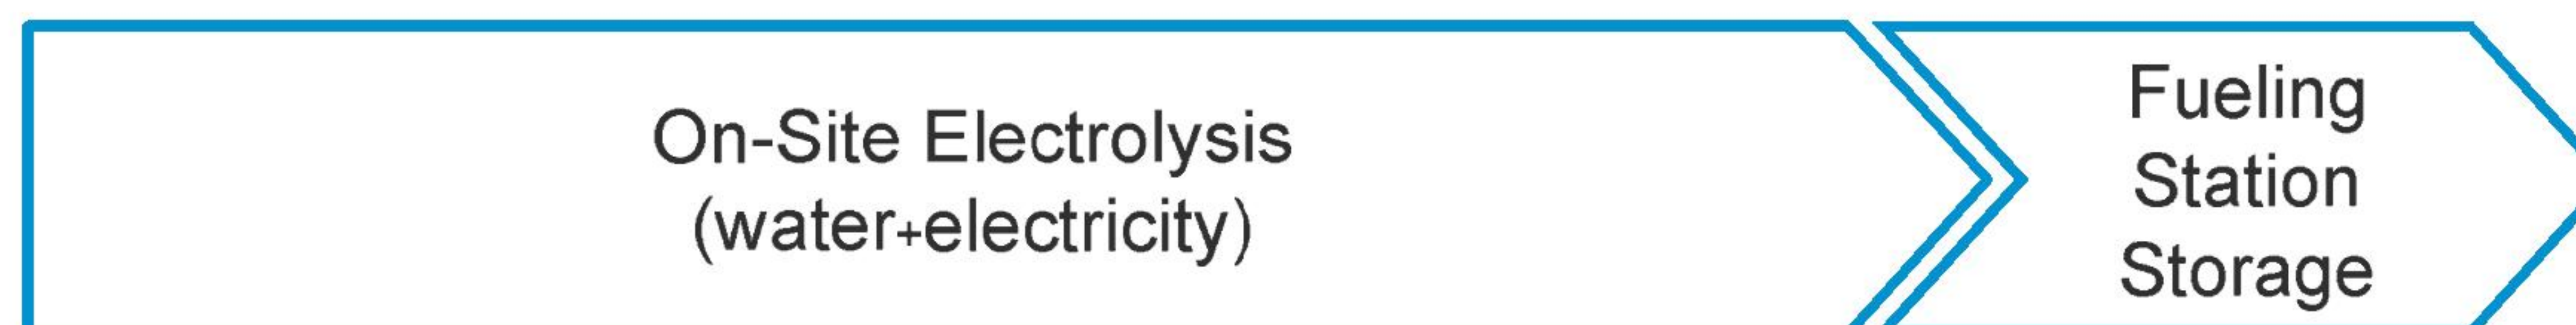 On-Site Electrolysis
(water+electricity)
Fueling
Station
Storage